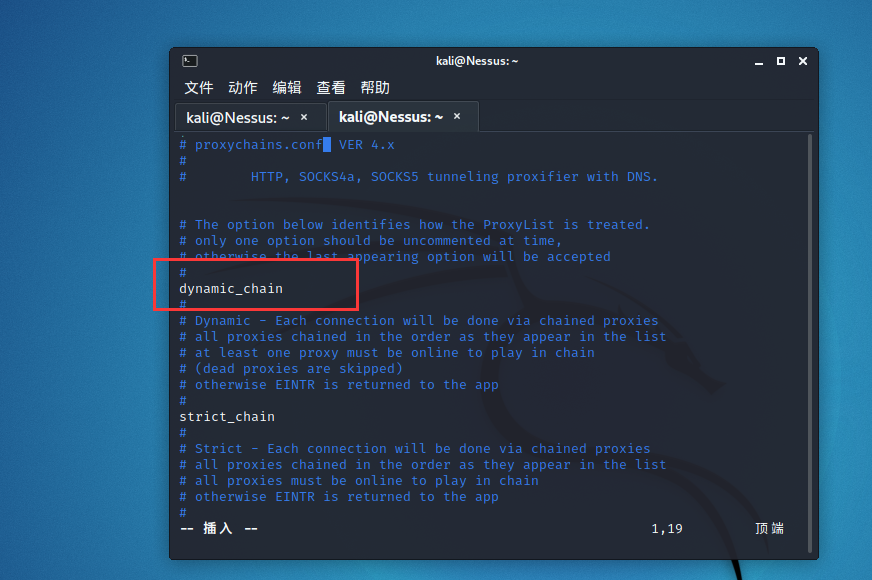 kali@Nessus: ~
文件 动作 编辑 查看 帮助
kali@Nessus: ~ × kali@Nessus: ~ ×
# proxychains.conf VER 4.x
#
#        HTTP, SOCKS4a, SOCKS5 tunneling proxifier with DNS.
# The option below identifies how the ProxyList is treated.
# only one option should be uncommented at time,
# otherwise the last appearing option will be accepted
#
dynamic_chain
#
# Dynamic - Each connection will be done via chained proxies
# all proxies chained in the order as they appear in the list
# at least one proxy must be online to play in chain
# (dead proxies are skipped)
# otherwise EINTR is returned to the app
#
strict_chain
#
# Strict - Each connection will be done via chained proxies
# all proxies chained in the order as they appear in the list
# all proxies must be online to play in chain
# otherwise EINTR is returned to the app
#
-- 插入 -- 1,19 顶端